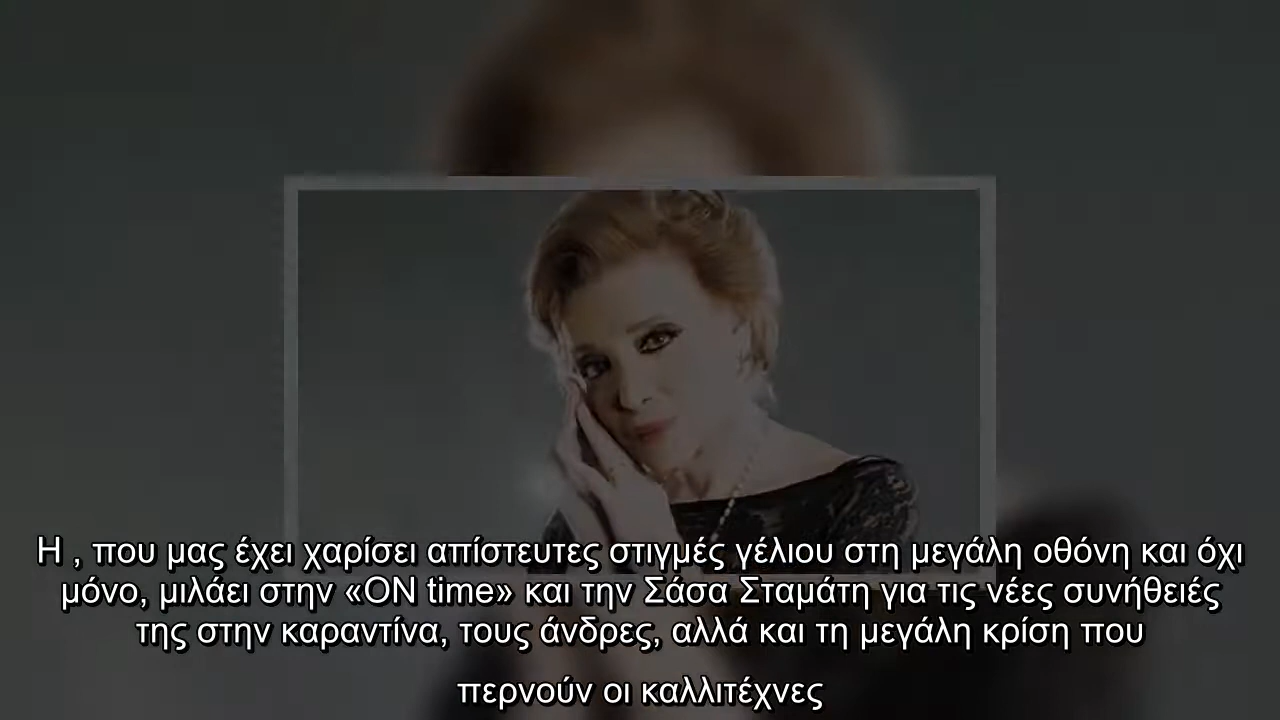 Η , που μας έχει χαρίσει απίστευτες στιγμές γέλιου στη μεγάλη οθόνη και όχι
μόνο, μιλάει στην «ON time» και την Σάσα Σταμάτη για τις νέες συνήθειές
της στην καραντίνα, τους άνδρες, αλλά και τη μεγάλη κρίση που
περνούν οι καλλιτέχνες